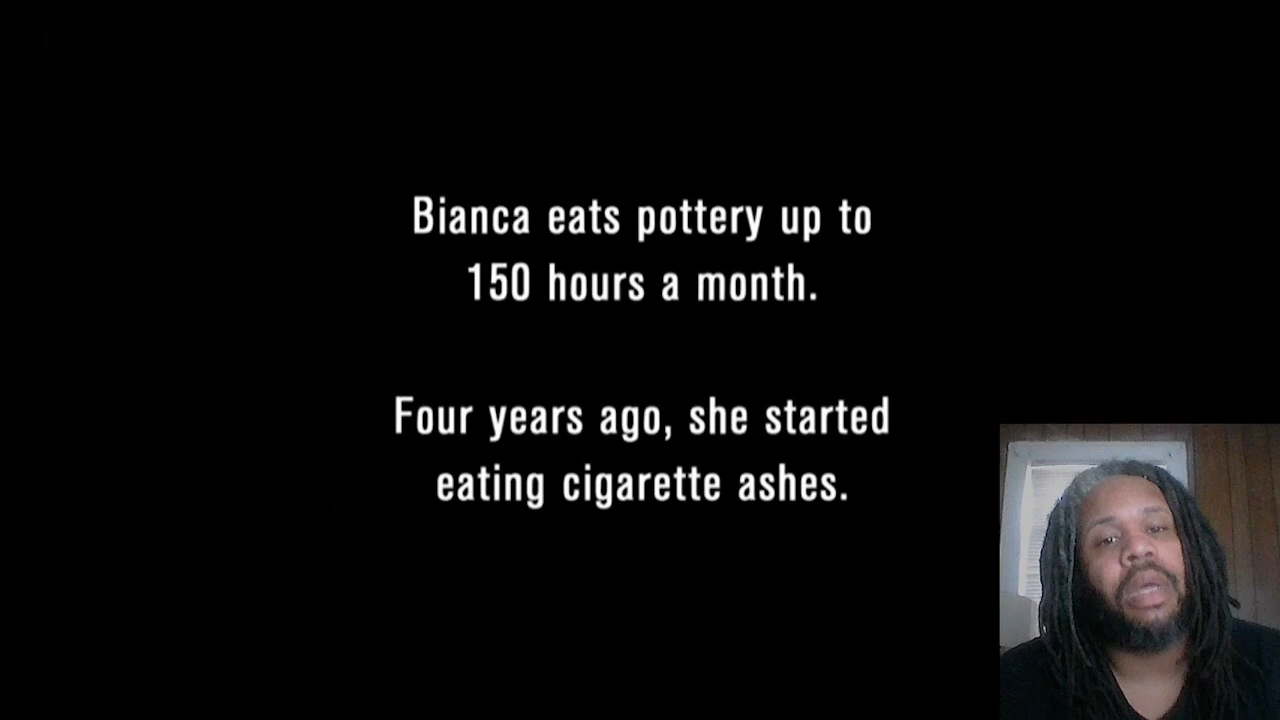 Bianca eats pottery up to
150 hours a month.
Four years ago, she started
eating cigarette ashes.